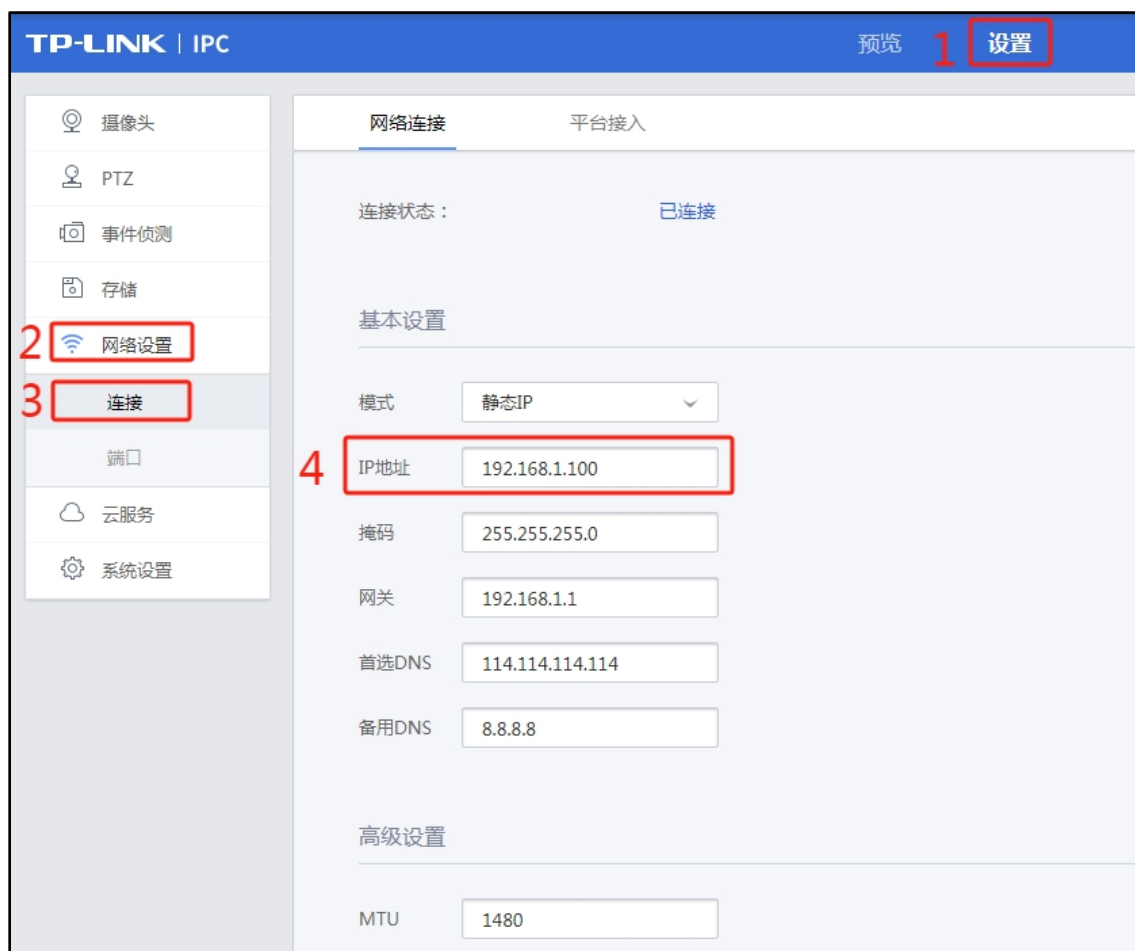 TP-LINK | IPC
预览
1 设置
摄像头
PTZ
事件侦测
存储
2 网络设置
3 连接
端口
云服务
系统设置
网络连接
平台接入
连接状态： 已连接
基本设置
模式 静态IP
4 IP地址 192.168.1.100
掩码 255.255.255.0
网关 192.168.1.1
首选DNS 114.114.114.114
备用DNS 8.8.8.8
高级设置
MTU 1480